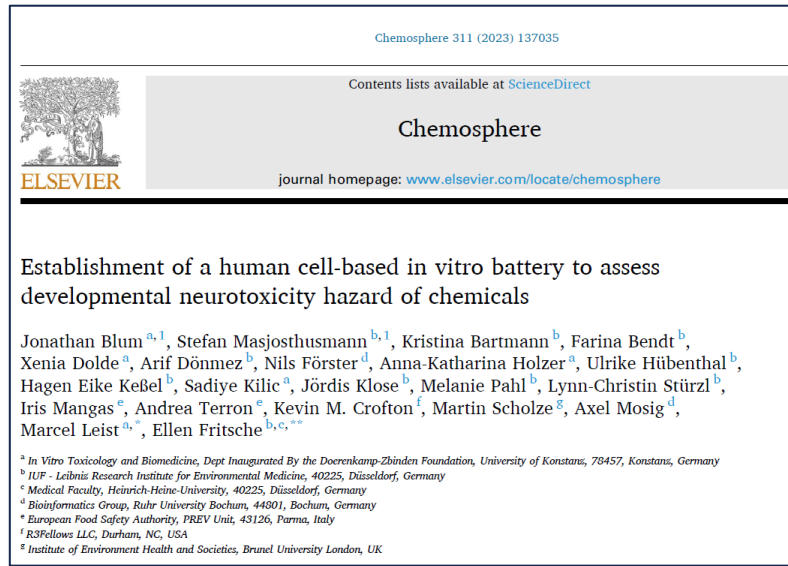 Chemosphere 311 (2023) 137035
Contents lists available at ScienceDirect
Chemosphere
journal homepage: www.elsevier.com/locate/chemosphere
ELSEVIER
Establishment of a human cell-based in vitro battery to assess
developmental neurotoxicity hazard of chemicals
Jonathan Blum a,1, Stefan Masjosthusmann b,1, Kristina Bartmann b, Farina Bendt b,
Xenia Dolde a, Arif Dönmez b, Nils Förster d, Anna-Katharina Holzer a, Ulrike Hübenthal b,
Hagen Eike Keßel b, Sadiye Kilic a, Jördis Klose b, Melanie Pahl b, Lynn-Christin Stürzl b,
Iris Mangas e, Andrea Terron e, Kevin M. Crofton f, Martin Scholze g, Axel Mosig d,
Marcel Leist a,*, Ellen Fritsche b,c,**
a In Vitro Toxicology and Biomedicine, Dept Inaugurated By the Doerenkamp-Zbinden Foundation, University of Konstanz, 78457, Konstanz, Germany
b IUF - Leibniz Research Institute for Environmental Medicine, 40225, Düsseldorf, Germany
c Medical Faculty, Heinrich-Heine-University, 40225, Düsseldorf, Germany
d Bioinformatics Group, Ruhr University Bochum, 44801, Bochum, Germany
e European Food Safety Authority, PREV Unit, 43126, Parma, Italy
f R3Fellows LLC, Durham, NC, USA
g Institute of Environment Health and Societies, Brunel University London, UK